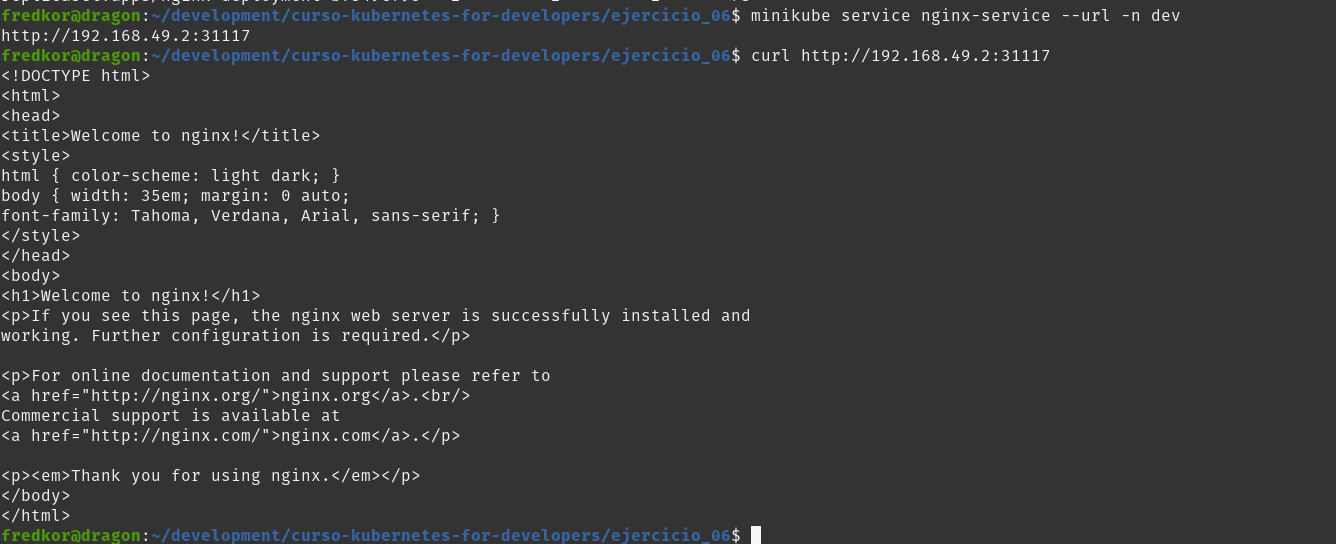 fredkor@dragon:~/development/curso-kubernetes-for-developers/ejercicio_06$ minikube service nginx-service --url -n dev
http://192.168.49.2:31117
fredkor@dragon:~/development/curso-kubernetes-for-developers/ejercicio_06$ curl http://192.168.49.2:31117
<!DOCTYPE html>
<html>
<head>
<title>Welcome to nginx!</title>
<style>
html { color-scheme: light dark; }
body { width: 35em; margin: 0 auto;
font-family: Tahoma, Verdana, Arial, sans-serif; }
</style>
</head>
<body>
<h1>Welcome to nginx!</h1>
<p>If you see this page, the nginx web server is successfully installed and
working. Further configuration is required.</p>

<p>For online documentation and support please refer to
<a href="http://nginx.org/">nginx.org</a>.<br/>
Commercial support is available at
<a href="http://nginx.com/">nginx.com</a>.</p>

<p><em>Thank you for using nginx.</em></p>
</body>
</html>
fredkor@dragon:~/development/curso-kubernetes-for-developers/ejercicio_06$